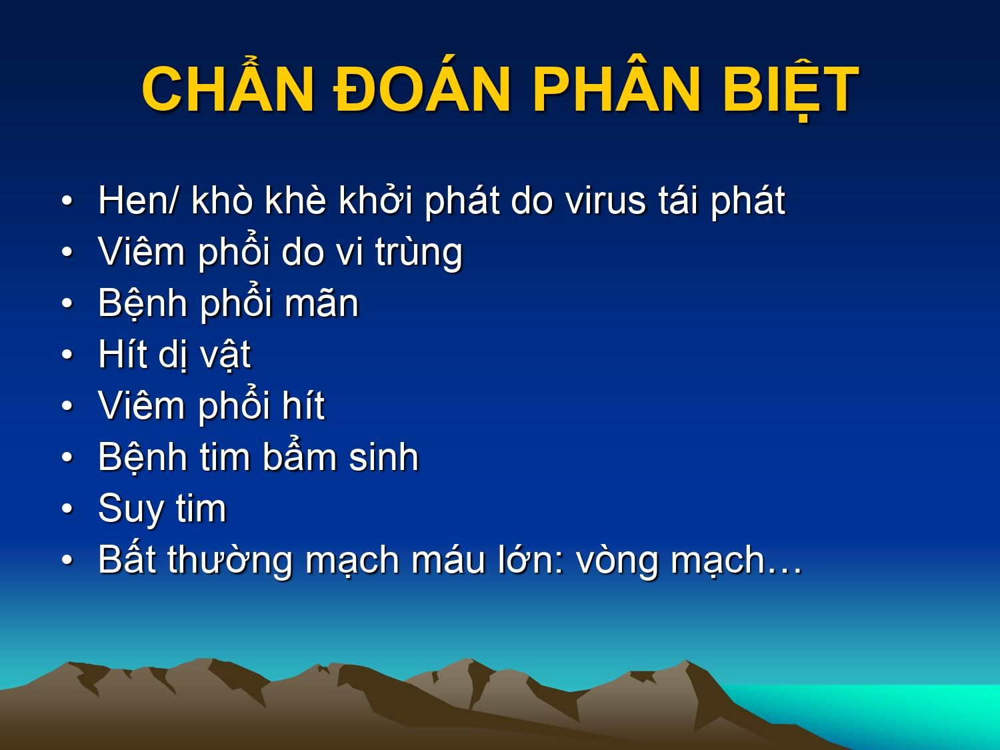 CHẨN ĐOÁN PHÂN BIỆT
• Hen/ khò khè khởi phát do virus tái phát
• Viêm phổi do vi trùng
• Bệnh phổi mãn
• Hít dị vật
• Viêm phổi hít
• Bệnh tim bẩm sinh
• Suy tim
• Bất thường mạch máu lớn: vòng mạch…